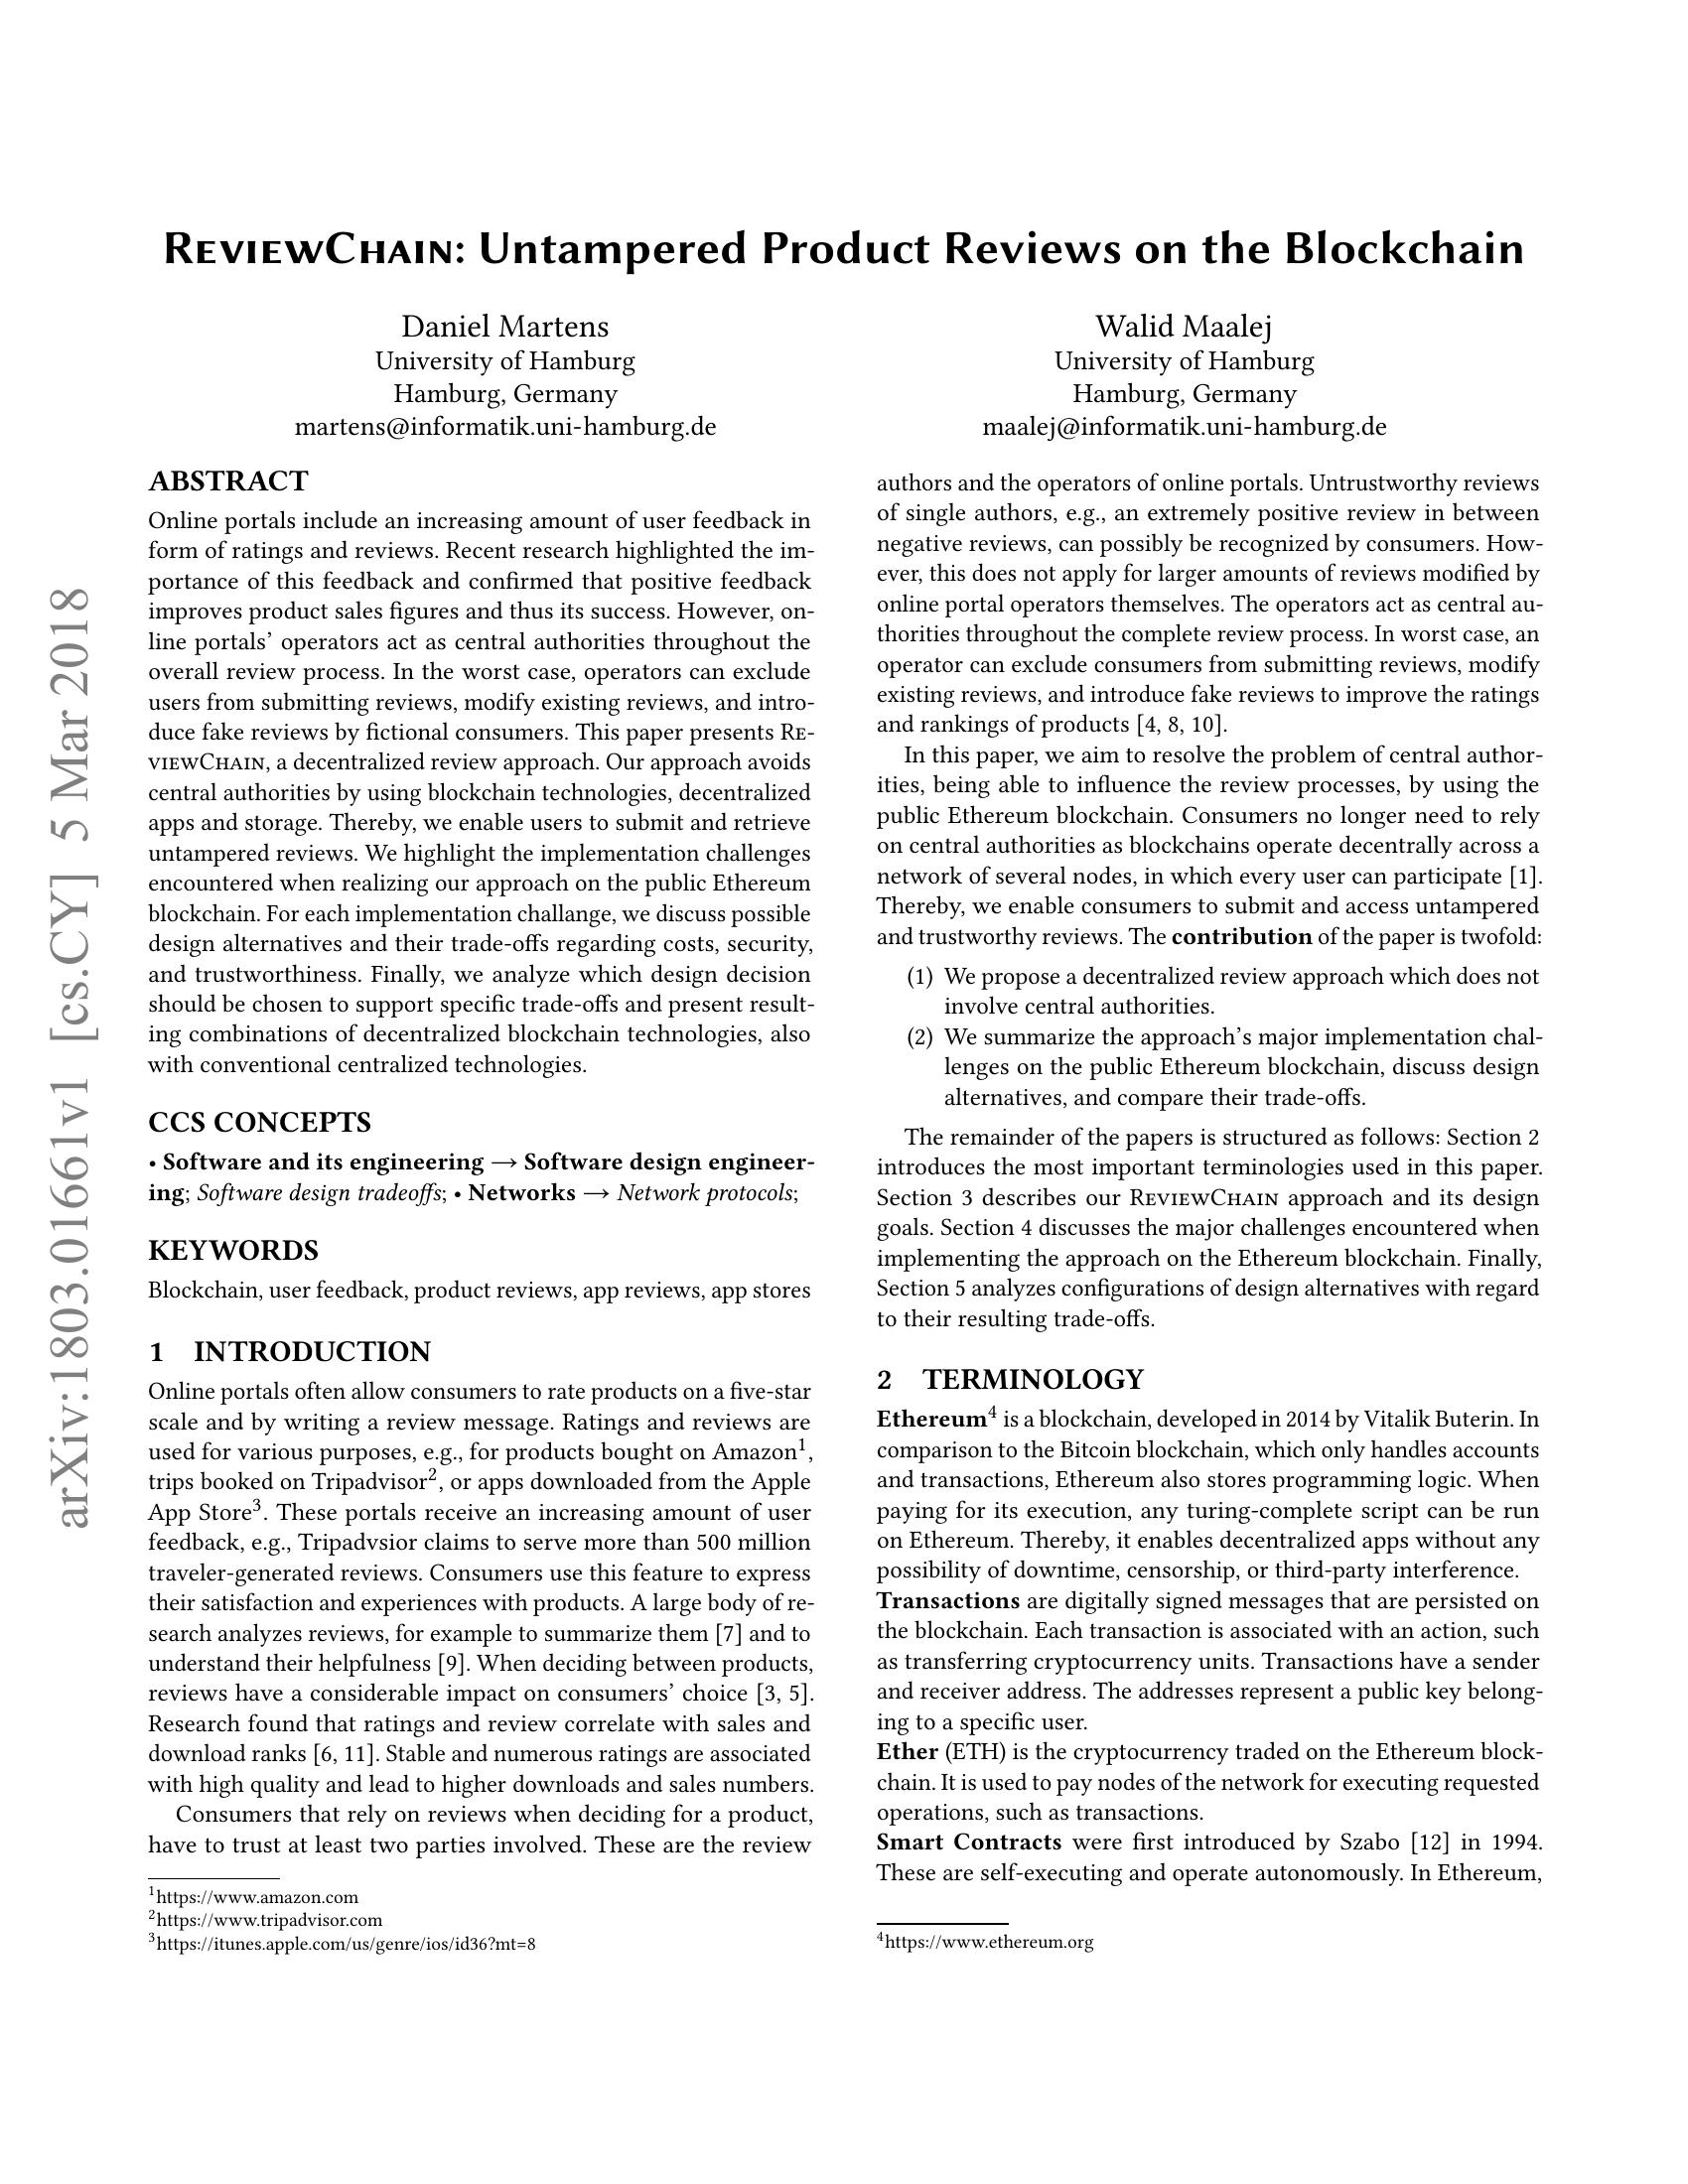 arXiv:1803.01661v1 [cs.CY] 5 Mar 2018
REVIEWCHAIN: Untampered Product Reviews on the Blockchain
Daniel Martens
University of Hamburg
Hamburg, Germany
martens@informatik.uni-hamburg.de
Walid Maalej
University of Hamburg
Hamburg, Germany
maalej@informatik.uni-hamburg.de
ABSTRACT
Online portals include an increasing amount of user feedback in
form of ratings and reviews. Recent research highlighted the im-
portance of this feedback and confirmed that positive feedback
improves product sales figures and thus its success. However, on-
line portals' operators act as central authorities throughout the
overall review process. In the worst case, operators can exclude
users from submitting reviews, modify existing reviews, and intro-
duce fake reviews by fictional consumers. This paper presents RE-
VIEWCHAIN, a decentralized review approach. Our approach avoids
central authorities by using blockchain technologies, decentralized
apps and storage. Thereby, we enable users to submit and retrieve
untampered reviews. We highlight the implementation challenges
encountered when realizing our approach on the public Ethereum
blockchain. For each implementation challange, we discuss possible
design alternatives and their trade-offs regarding costs, security,
and trustworthiness. Finally, we analyze which design decision
should be chosen to support specific trade-offs and present result-
ing combinations of decentralized blockchain technologies, also
with conventional centralized technologies.
CCS CONCEPTS
• Software and its engineering → Software design engineer-
ing; Software design tradeoffs; • Networks → Network protocols;
KEYWORDS
Blockchain, user feedback, product reviews, app reviews, app stores
1 INTRODUCTION
Online portals often allow consumers to rate products on a five-star
scale and by writing a review message. Ratings and reviews are
used for various purposes, e.g., for products bought on Amazon1,
trips booked on Tripadvisor2, or apps downloaded from the Apple
App Store3. These portals receive an increasing amount of user
feedback, e.g., Tripadvsior claims to serve more than 500 million
traveler-generated reviews. Consumers use this feature to express
their satisfaction and experiences with products. A large body of re-
search analyzes reviews, for example to summarize them [7] and to
understand their helpfulness [9]. When deciding between products,
reviews have a considerable impact on consumers' choice [3, 5].
Research found that ratings and review correlate with sales and
download ranks [6, 11]. Stable and numerous ratings are associated
with high quality and lead to higher downloads and sales numbers.
Consumers that rely on reviews when deciding for a product,
have to trust at least two parties involved. These are the review
1https://www.amazon.com
2https://www.tripadvisor.com
3https://itunes.apple.com/us/genre/ios/id36?mt=8
authors and the operators of online portals. Untrustworthy reviews
of single authors, e.g., an extremely positive review in between
negative reviews, can possibly be recognized by consumers. How-
ever, this does not apply for larger amounts of reviews modified by
online portal operators themselves. The operators act as central au-
thorities throughout the complete review process. In worst case, an
operator can exclude consumers from submitting reviews, modify
existing reviews, and introduce fake reviews to improve the ratings
and rankings of products [4, 8, 10].
In this paper, we aim to resolve the problem of central author-
ities, being able to influence the review processes, by using the
public Ethereum blockchain. Consumers no longer need to rely
on central authorities as blockchains operate decentrally across a
network of several nodes, in which every user can participate [1].
Thereby, we enable consumers to submit and access untampered
and trustworthy reviews. The contribution of the paper is twofold:
(1) We propose a decentralized review approach which does not
involve central authorities.
(2) We summarize the approach's major implementation chal-
lenges on the public Ethereum blockchain, discuss design
alternatives, and compare their trade-offs.
The remainder of the papers is structured as follows: Section 2
introduces the most important terminologies used in this paper.
Section 3 describes our REVIEWCHAIN approach and its design
goals. Section 4 discusses the major challenges encountered when
implementing the approach on the Ethereum blockchain. Finally,
Section 5 analyzes configurations of design alternatives with regard
to their resulting trade-offs.
2 TERMINOLOGY
Ethereum4 is a blockchain, developed in 2014 by Vitalik Buterin. In
comparison to the Bitcoin blockchain, which only handles accounts
and transactions, Ethereum also stores programming logic. When
paying for its execution, any turing-complete script can be run
on Ethereum. Thereby, it enables decentralized apps without any
possibility of downtime, censorship, or third-party interference.
Transactions are digitally signed messages that are persisted on
the blockchain. Each transaction is associated with an action, such
as transferring cryptocurrency units. Transactions have a sender
and receiver address. The addresses represent a public key belong-
ing to a specific user.
Ether (ETH) is the cryptocurrency traded on the Ethereum block-
chain. It is used to pay nodes of the network for executing requested
operations, such as transactions.
Smart Contracts were first introduced by Szabo [12] in 1994.
These are self-executing and operate autonomously. In Ethereum,
4https://www.ethereum.org